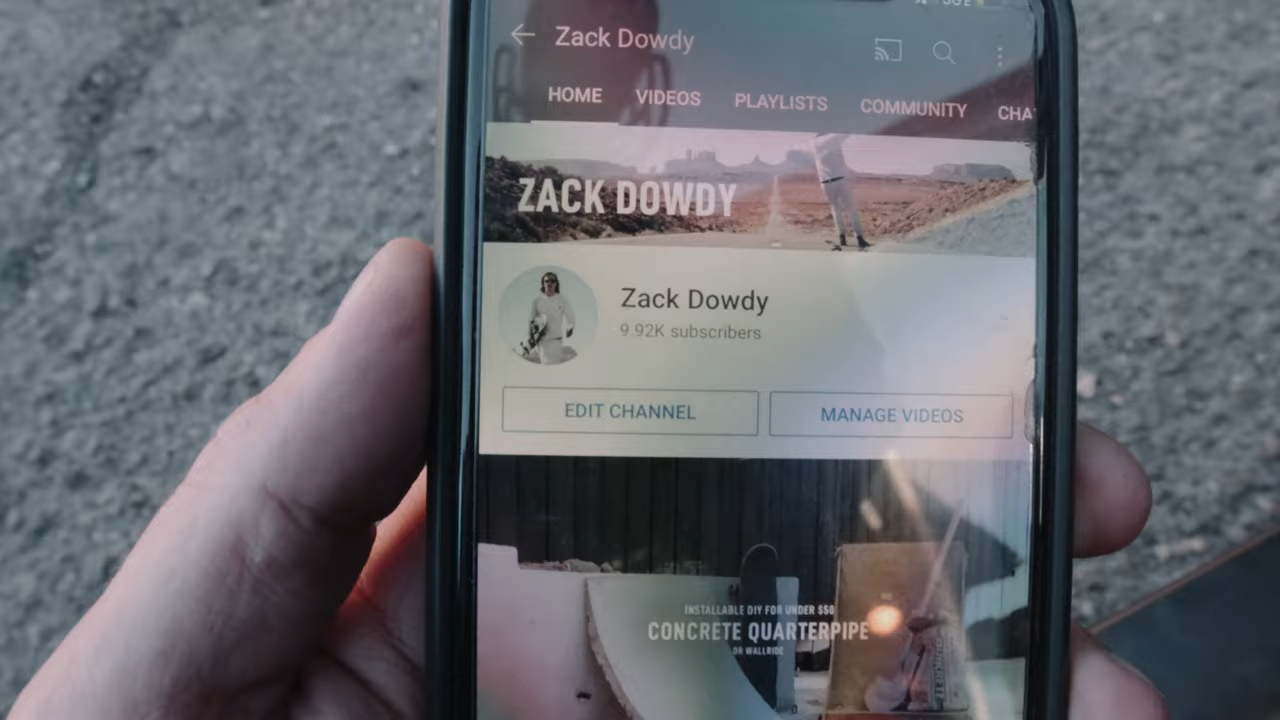 Zack Dowdy
HOME VIDEOS PLAYLISTS COMMUNITY CHA
ZACK DOWDY
Zack Dowdy
9.92K subscribers
EDIT CHANNEL MANAGE VIDEOS
INSTALLABLE DIY FOR UNDER $50
CONCRETE QUARTERPIPE
OR WALLRIDE